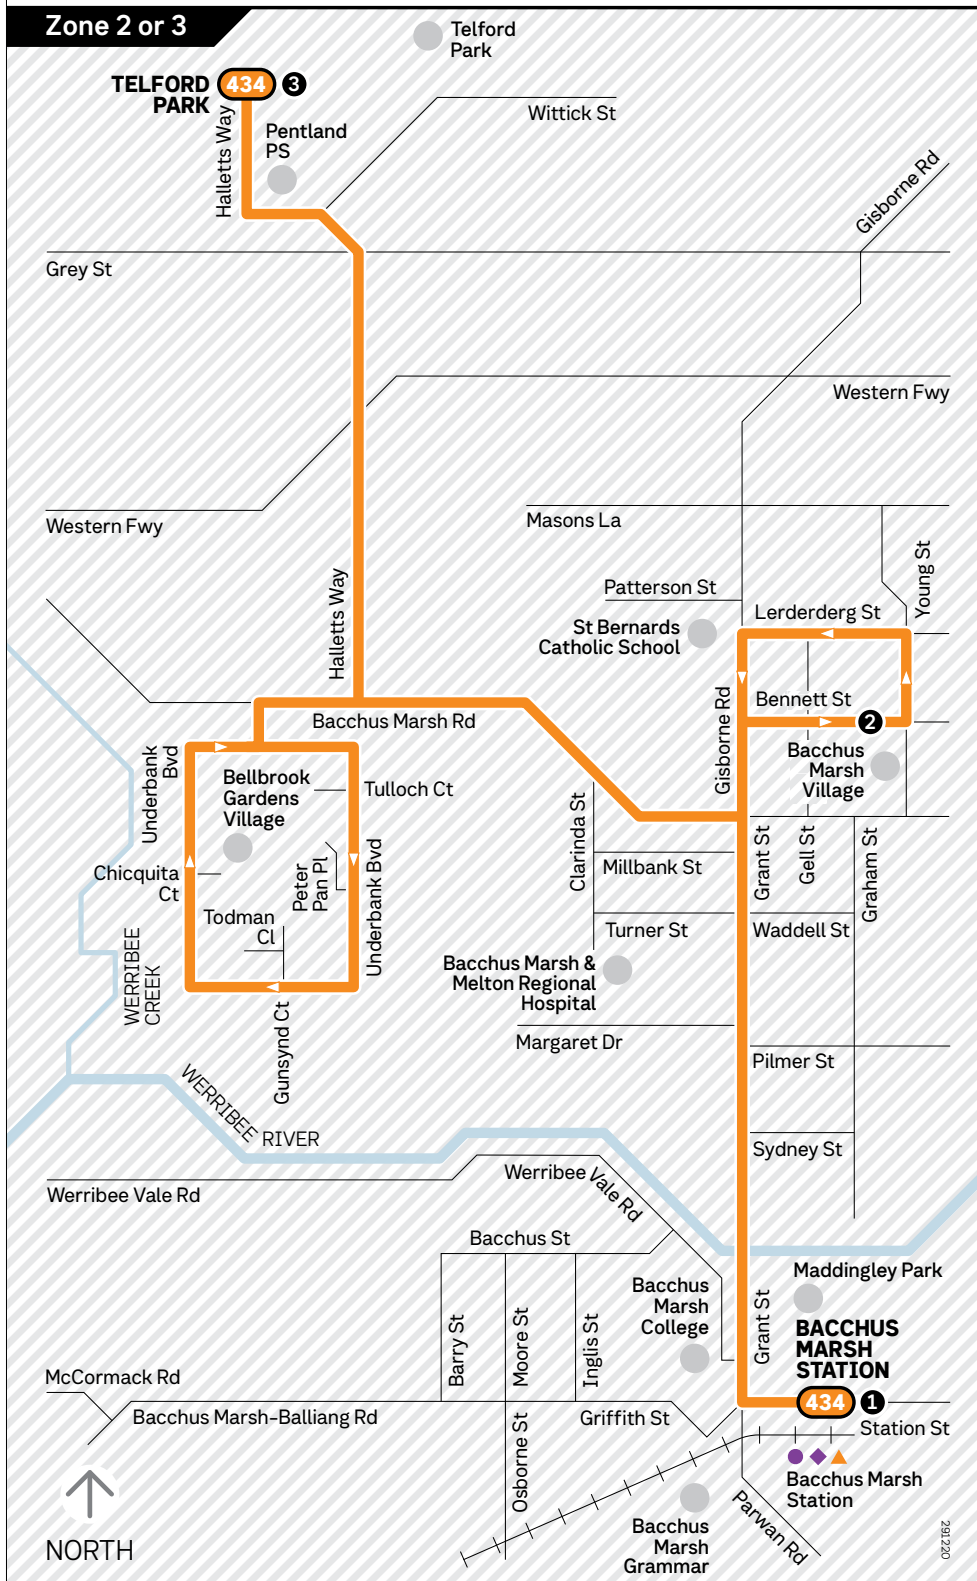 Zone 2 or 3
Telford
Park
TELFORD
PARK
434
3
Halletts Way
Pentland
PS
Wittick St
Gisborne Rd
Grey St
Western Fwy
Western Fwy
Masons La
Halletts Way
Patterson St
Young St
Lerderderg St
St Bernards
Catholic School
Gisborne Rd
Bennett St
2
Bacchus Marsh Rd
Bacchus
Marsh
Village
Underbank
Bvd
Bellbrook
Gardens
Village
Tulloch Ct
Clarinda St
Grant St
Gell St
Graham St
Millbank St
Chicquita
Ct
Peter
Pan Pl
Underbank Bvd
Todman
Cl
Turner St
Waddell St
WERRIBEE
CREEK
Bacchus Marsh &
Melton Regional
Hospital
Gunsynd Ct
Margaret Dr
Pilmer St
WERRIBEE
RIVER
Sydney St
Werribee Vale Rd
Werribee Vale Rd
Bacchus St
Maddingley Park
Bacchus
Marsh
College
Grant St
BACCHUS
MARSH
STATION
434
1
Barry St
Moore St
Inglis St
McCormack Rd
Bacchus Marsh-Balliang Rd
Griffith St
Station St
Osborne St
Bacchus Marsh
Station
Bacchus
Marsh
Grammar
Parwan Rd
NORTH
291220